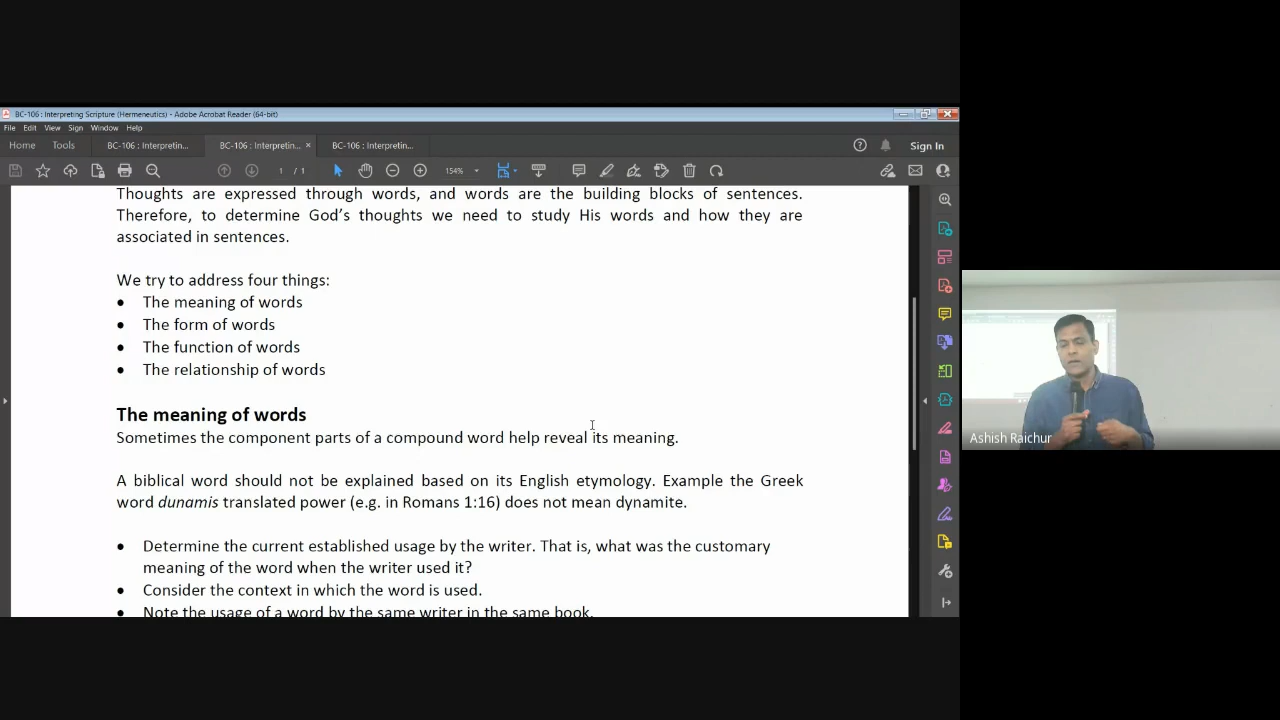 BC-106 : Interpreting Scripture (Hermeneutics) - Adobe Acrobat Reader (64-bit)
File Edit View Sign Window Help
Home Tools BC-106 : Interpretin... BC-106 : Interpretin... × BC-106 : Interpretin... Sign In
1 / 1 154%
Thoughts are expressed through words, and words are the building blocks of sentences.
Therefore, to determine God's thoughts we need to study His words and how they are
associated in sentences.
We try to address four things:
• The meaning of words
• The form of words
• The function of words
• The relationship of words
The meaning of words
Sometimes the component parts of a compound word help reveal its meaning.
A biblical word should not be explained based on its English etymology. Example the Greek
word dunamis translated power (e.g. in Romans 1:16) does not mean dynamite.
• Determine the current established usage by the writer. That is, what was the customary
meaning of the word when the writer used it?
• Consider the context in which the word is used.
• Note the usage of a word by the same writer in the same book.
Ashish Raichur